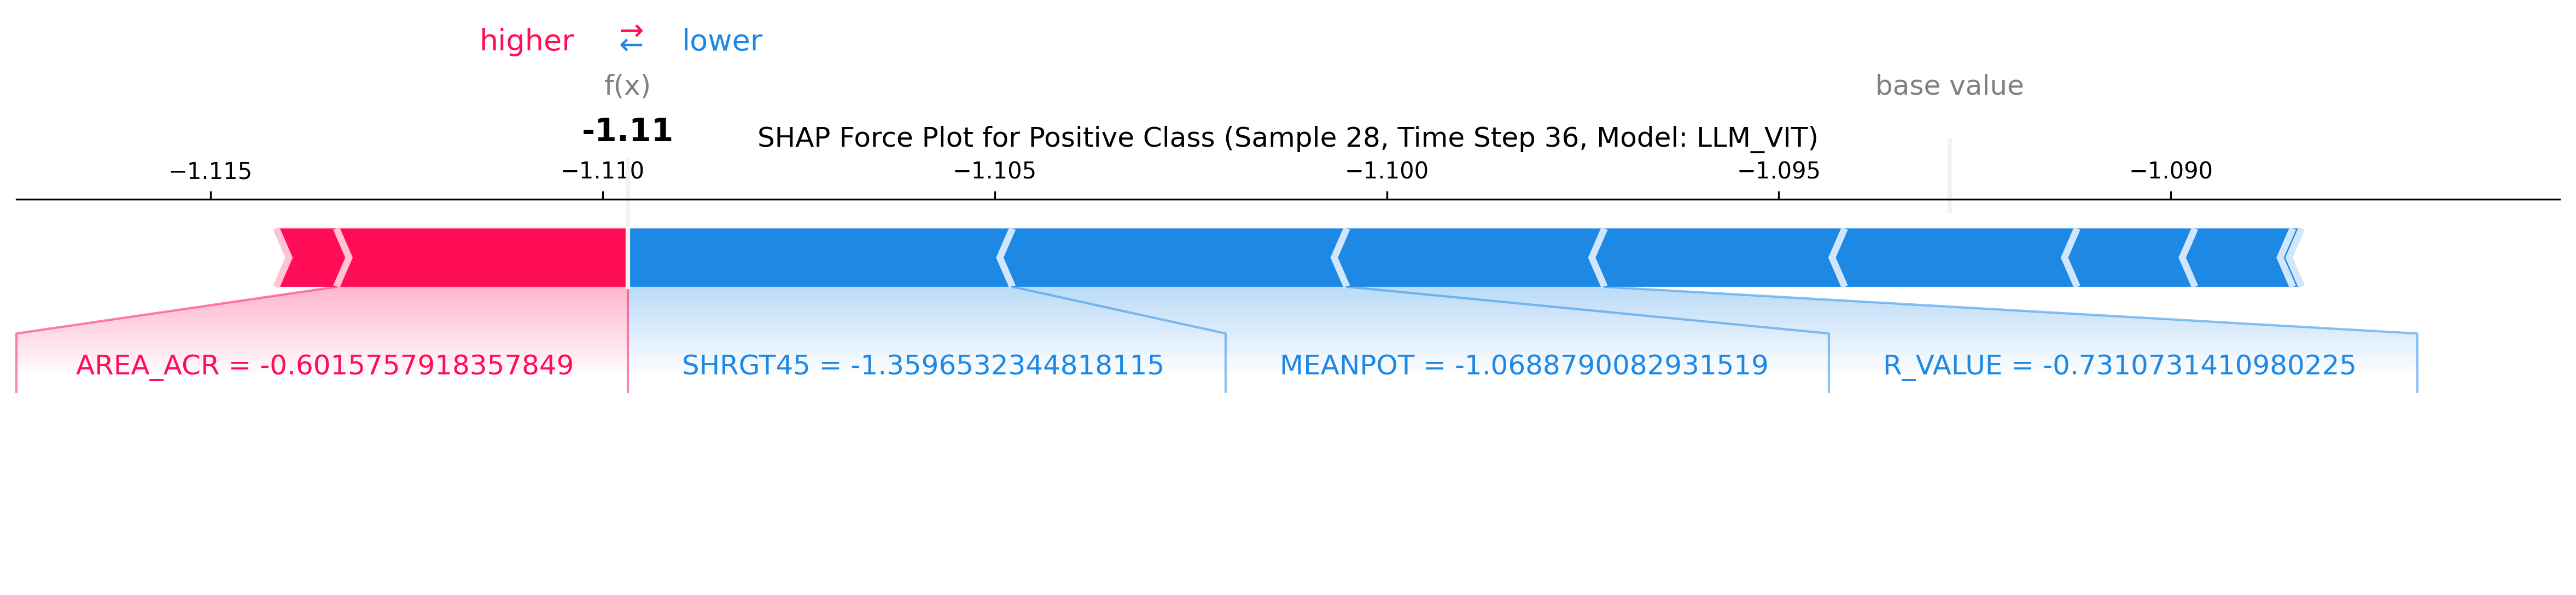 higher ⇄ lower
f(x)
base value
-1.11
SHAP Force Plot for Positive Class (Sample 28, Time Step 36, Model: LLM_VIT)
−1.115 −1.110 −1.105 −1.100 −1.095 −1.090
AREA_ACR = -0.6015757918357849
SHRGT45 = -1.3596532344818115
MEANPOT = -1.0688790082931519
R_VALUE = -0.7310731410980225